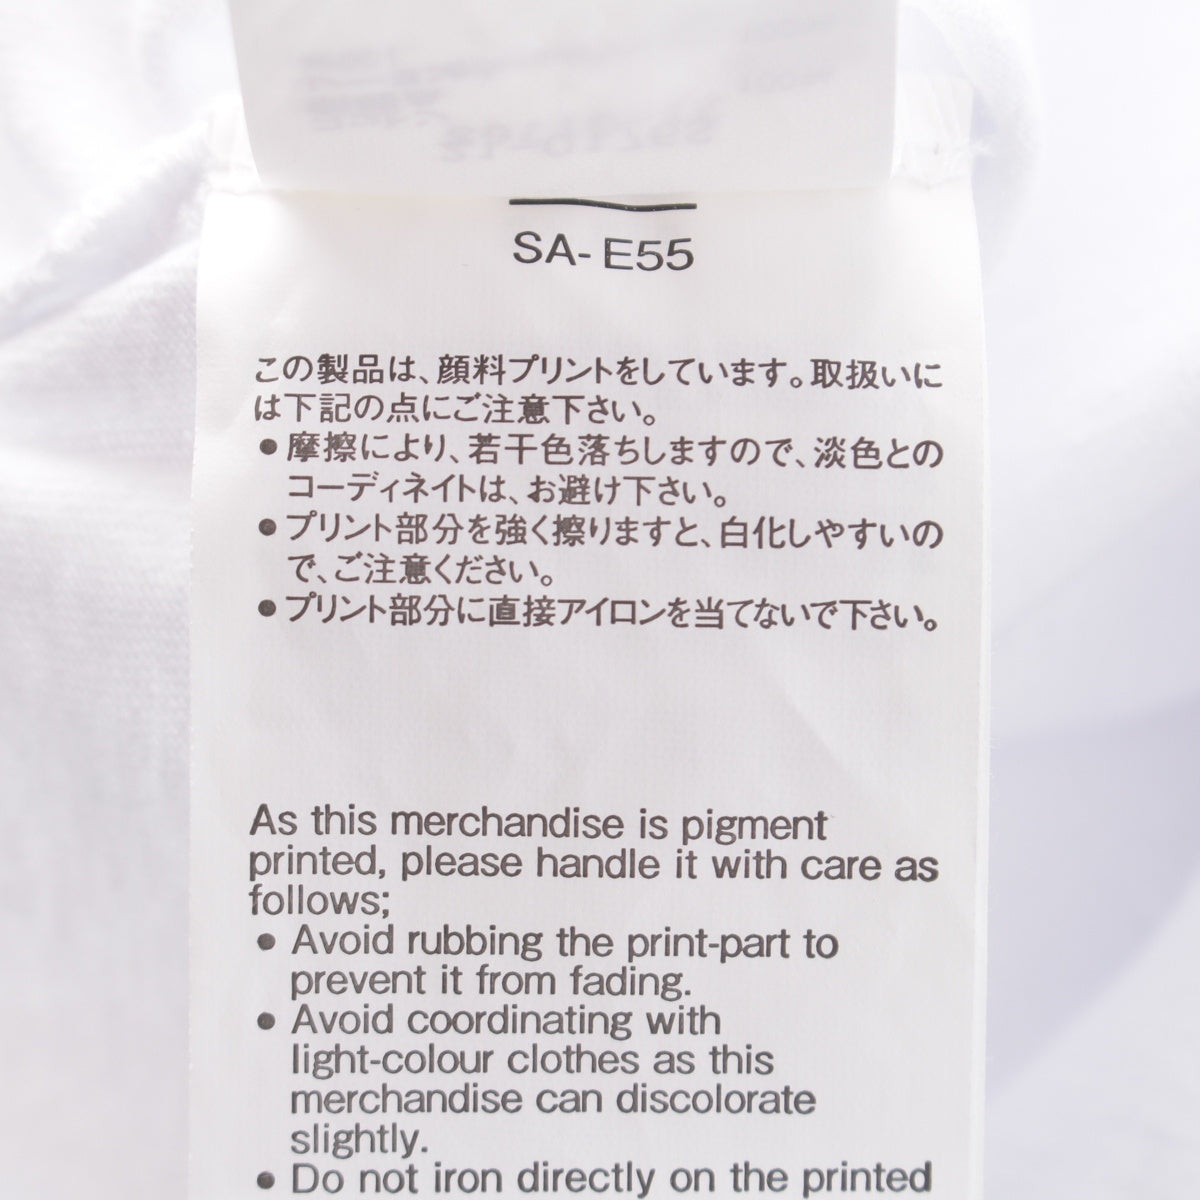 SA-E55
この製品は、顔料プリントをしています。取扱いに
は下記の点にご注意下さい。
●摩擦により、若干色落ちしますので、淡色との
コーディネイトは、お避け下さい。
●プリント部分を強く擦りますと、白化しやすいの
で、ご注意ください。
●プリント部分に直接アイロンを当てないで下さい。
As this merchandise is pigment
printed, please handle it with care as
follows;
● Avoid rubbing the print-part to
prevent it from fading.
● Avoid coordinating with
light-colour clothes as this
merchandise can discolorate
slightly.
● Do not iron directly on the printed